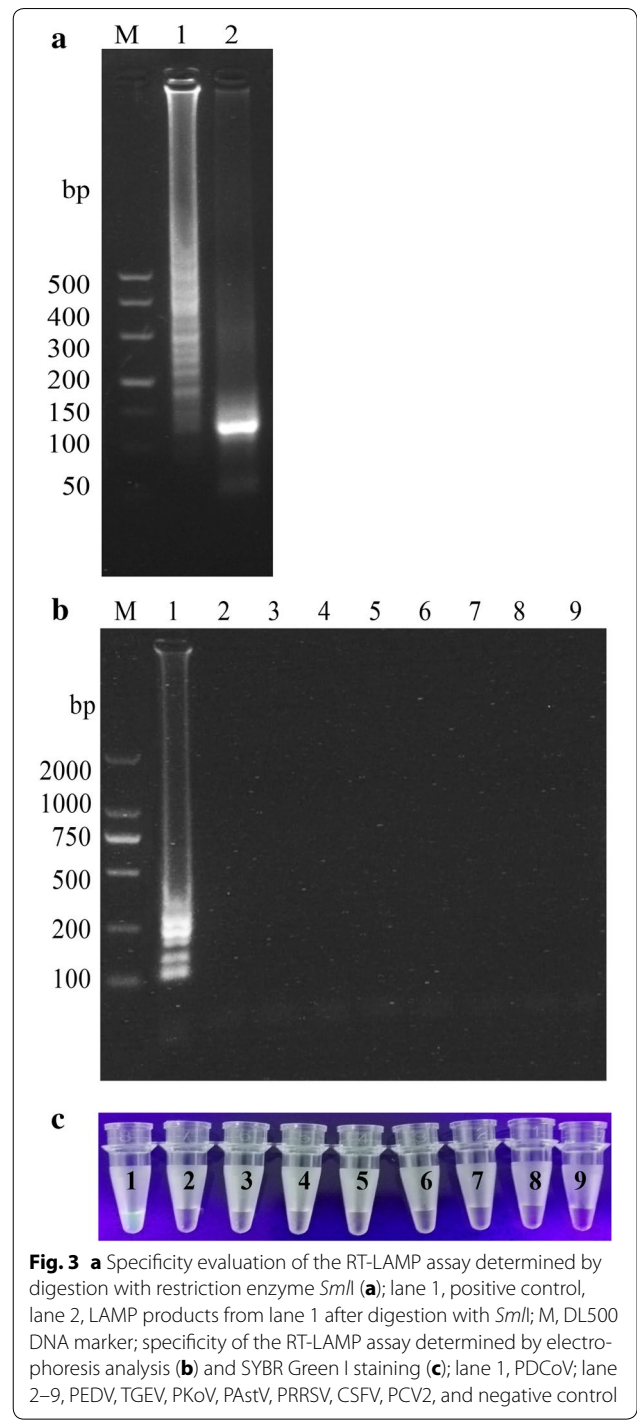 a M 1 2
bp
500
400
300
200
150
100
50
b M 1 2 3 4 5 6 7 8 9
bp
2000
1000
750
500
200
100
c
1 2 3 4 5 6 7 8 9
Fig. 3 a Specificity evaluation of the RT-LAMP assay determined by
digestion with restriction enzyme SmlI (a); lane 1, positive control,
lane 2, LAMP products from lane 1 after digestion with SmlI; M, DL500
DNA marker; specificity of the RT-LAMP assay determined by electro-
phoresis analysis (b) and SYBR Green I staining (c); lane 1, PDCoV; lane
2–9, PEDV, TGEV, PKoV, PAstV, PRRSV, CSFV, PCV2, and negative control